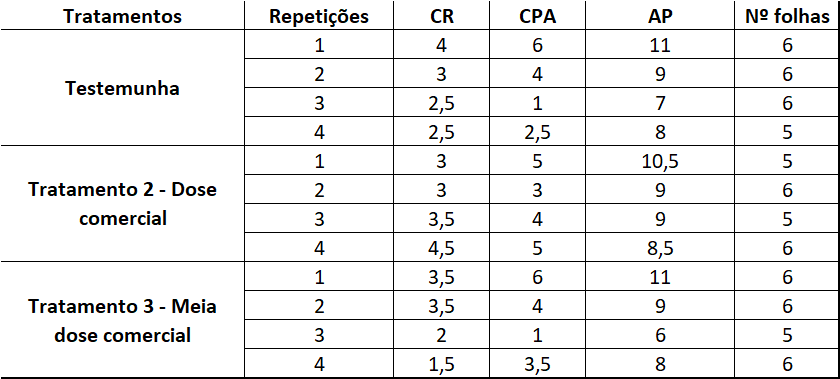 Tratamentos Repetições CR CPA AP Nº folhas
Testemunha
1 4 6 11 6
2 3 4 9 6
3 2,5 1 7 6
4 2,5 2,5 8 5
Tratamento 2 - Dose
comercial
1 3 5 10,5 5
2 3 3 9 6
3 3,5 4 9 5
4 4,5 5 8,5 6
Tratamento 3 - Meia
dose comercial
1 3,5 6 11 6
2 3,5 4 9 6
3 2 1 6 5
4 1,5 3,5 8 6